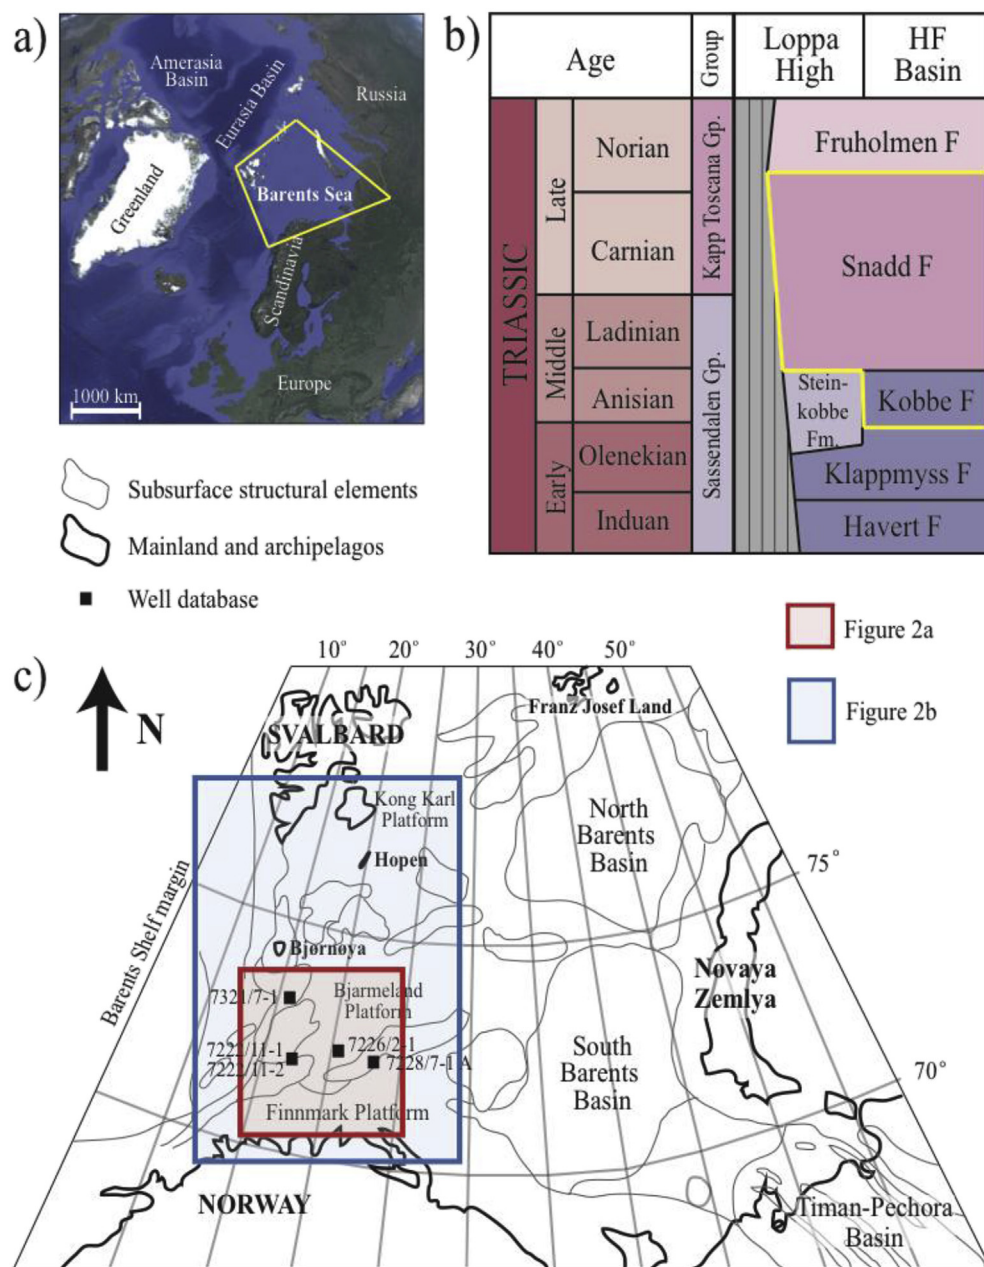 a)
Amerasia
Basin
Eurasia Basin
Russia
Greenland
Barents Sea
Scandinavia
Europe
1000 km
b)
Age
Group
Loppa
High
HF
Basin
TRIASSIC
Late
Middle
Early
Norian
Carnian
Ladinian
Anisian
Olenekian
Induan
Kapp Toscana Gp.
Sassendalen Gp.
Fruholmen F
Snadd F
Stein-
kobbe
Fm.
Kobbe F
Klappmyss F
Havert F
Subsurface structural elements
Mainland and archipelagos
Well database
Figure 2a
Figure 2b
c)
N
10° 20° 30° 40° 50°
SVALBARD
Franz Josef Land
Kong Karl
Platform
Hopen
North
Barents
Basin
75°
Barents Shelf margin
Bjørnøya
Novaya
Zemlya
7321/7-1
Bjarmeland
Platform
7222/11-1
7222/11-2
7226/2-1
7228/7-1 A
South
Barents
Basin
70°
Finnmark Platform
NORWAY
Timan-Pechora
Basin